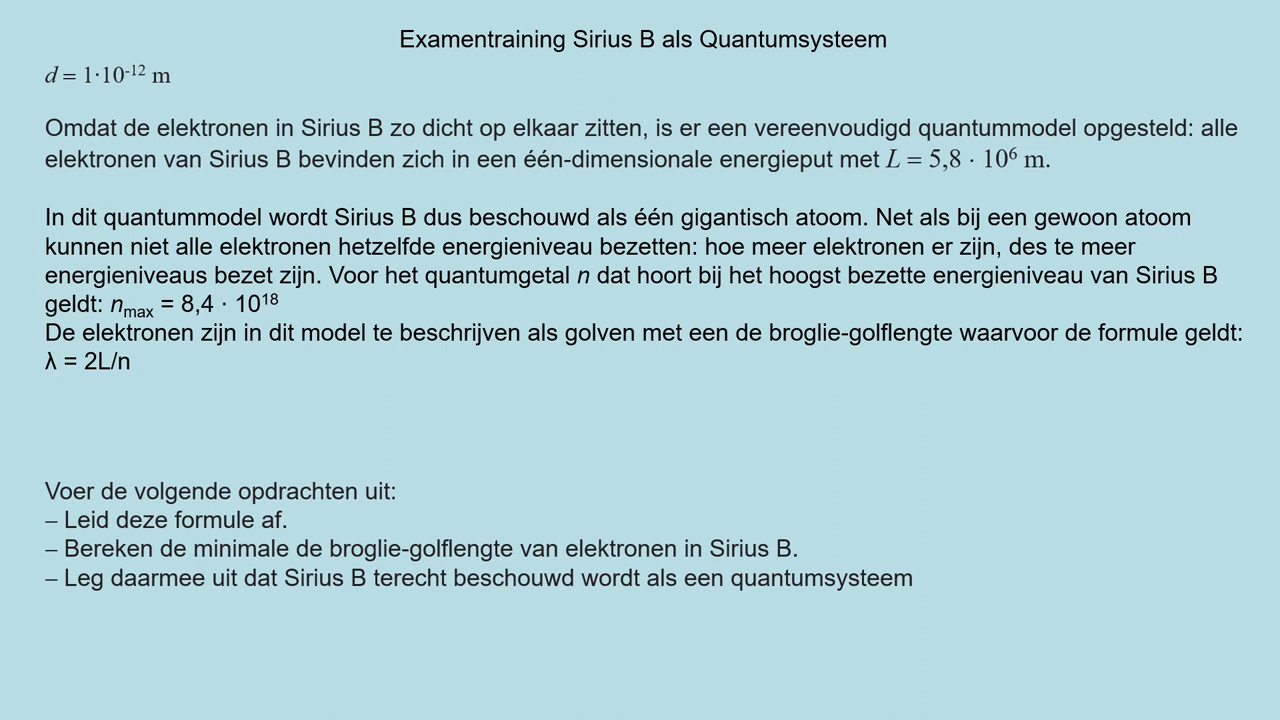 Examentraining Sirius B als Quantumsysteem
d = 1·10⁻¹² m
Omdat de elektronen in Sirius B zo dicht op elkaar zitten, is er een vereenvoudigd quantummodel opgesteld: alle
elektronen van Sirius B bevinden zich in een één-dimensionale energieput met L = 5,8 · 10⁶ m.
In dit quantummodel wordt Sirius B dus beschouwd als één gigantisch atoom. Net als bij een gewoon atoom
kunnen niet alle elektronen hetzelfde energieniveau bezetten: hoe meer elektronen er zijn, des te meer
energieniveaus bezet zijn. Voor het quantumgetal n dat hoort bij het hoogst bezette energieniveau van Sirius B
geldt: nₘₐₓ = 8,4 · 10¹⁸
De elektronen zijn in dit model te beschrijven als golven met een de broglie-golflengte waarvoor de formule geldt:
λ = 2L/n
Voer de volgende opdrachten uit:
– Leid deze formule af.
– Bereken de minimale de broglie-golflengte van elektronen in Sirius B.
– Leg daarmee uit dat Sirius B terecht beschouwd wordt als een quantumsysteem